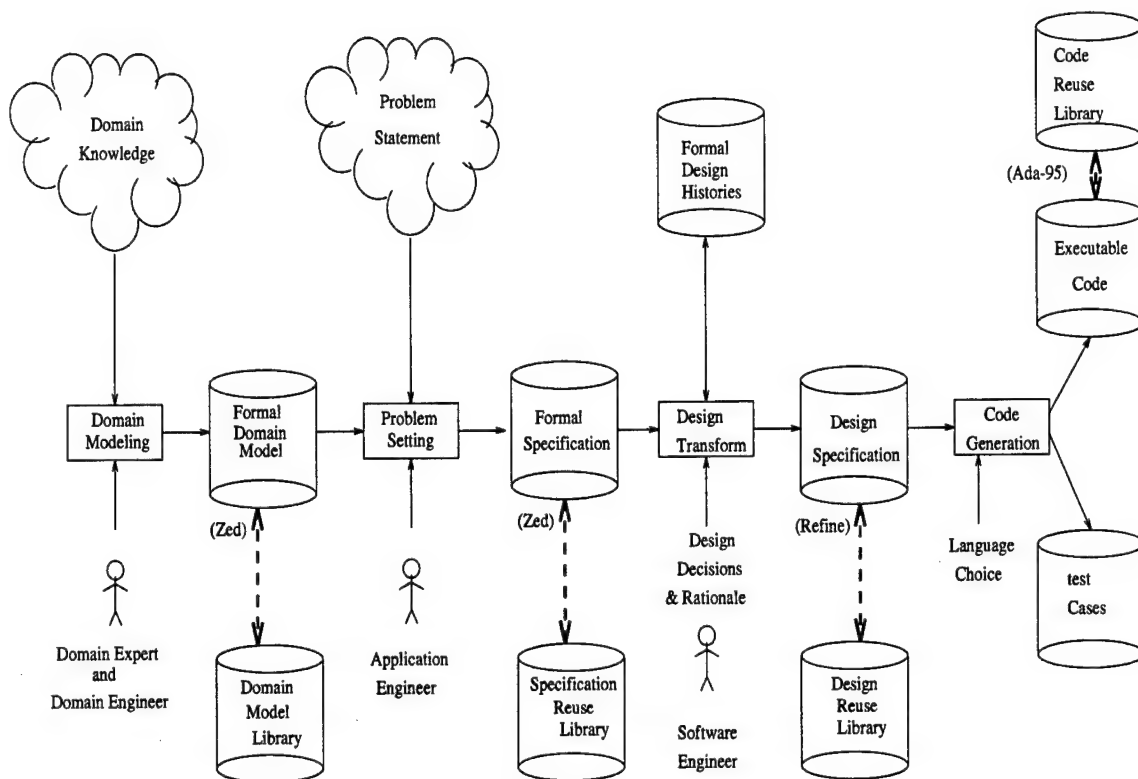 Domain
Knowledge
Problem
Statement
Formal
Design
Histories
Code
Reuse
Library
(Ada-95)
Executable
Code
Domain
Modeling
Formal
Domain
Model
Problem
Setting
Formal
Specification
Design
Transform
Design
Specification
Code
Generation
(Zed)
(Zed)
(Refine)
Design
Decisions
& Rationale
Language
Choice
test
Cases
Domain Expert
and
Domain Engineer
Domain
Model
Library
Application
Engineer
Specification
Reuse
Library
Software
Engineer
Design
Reuse
Library